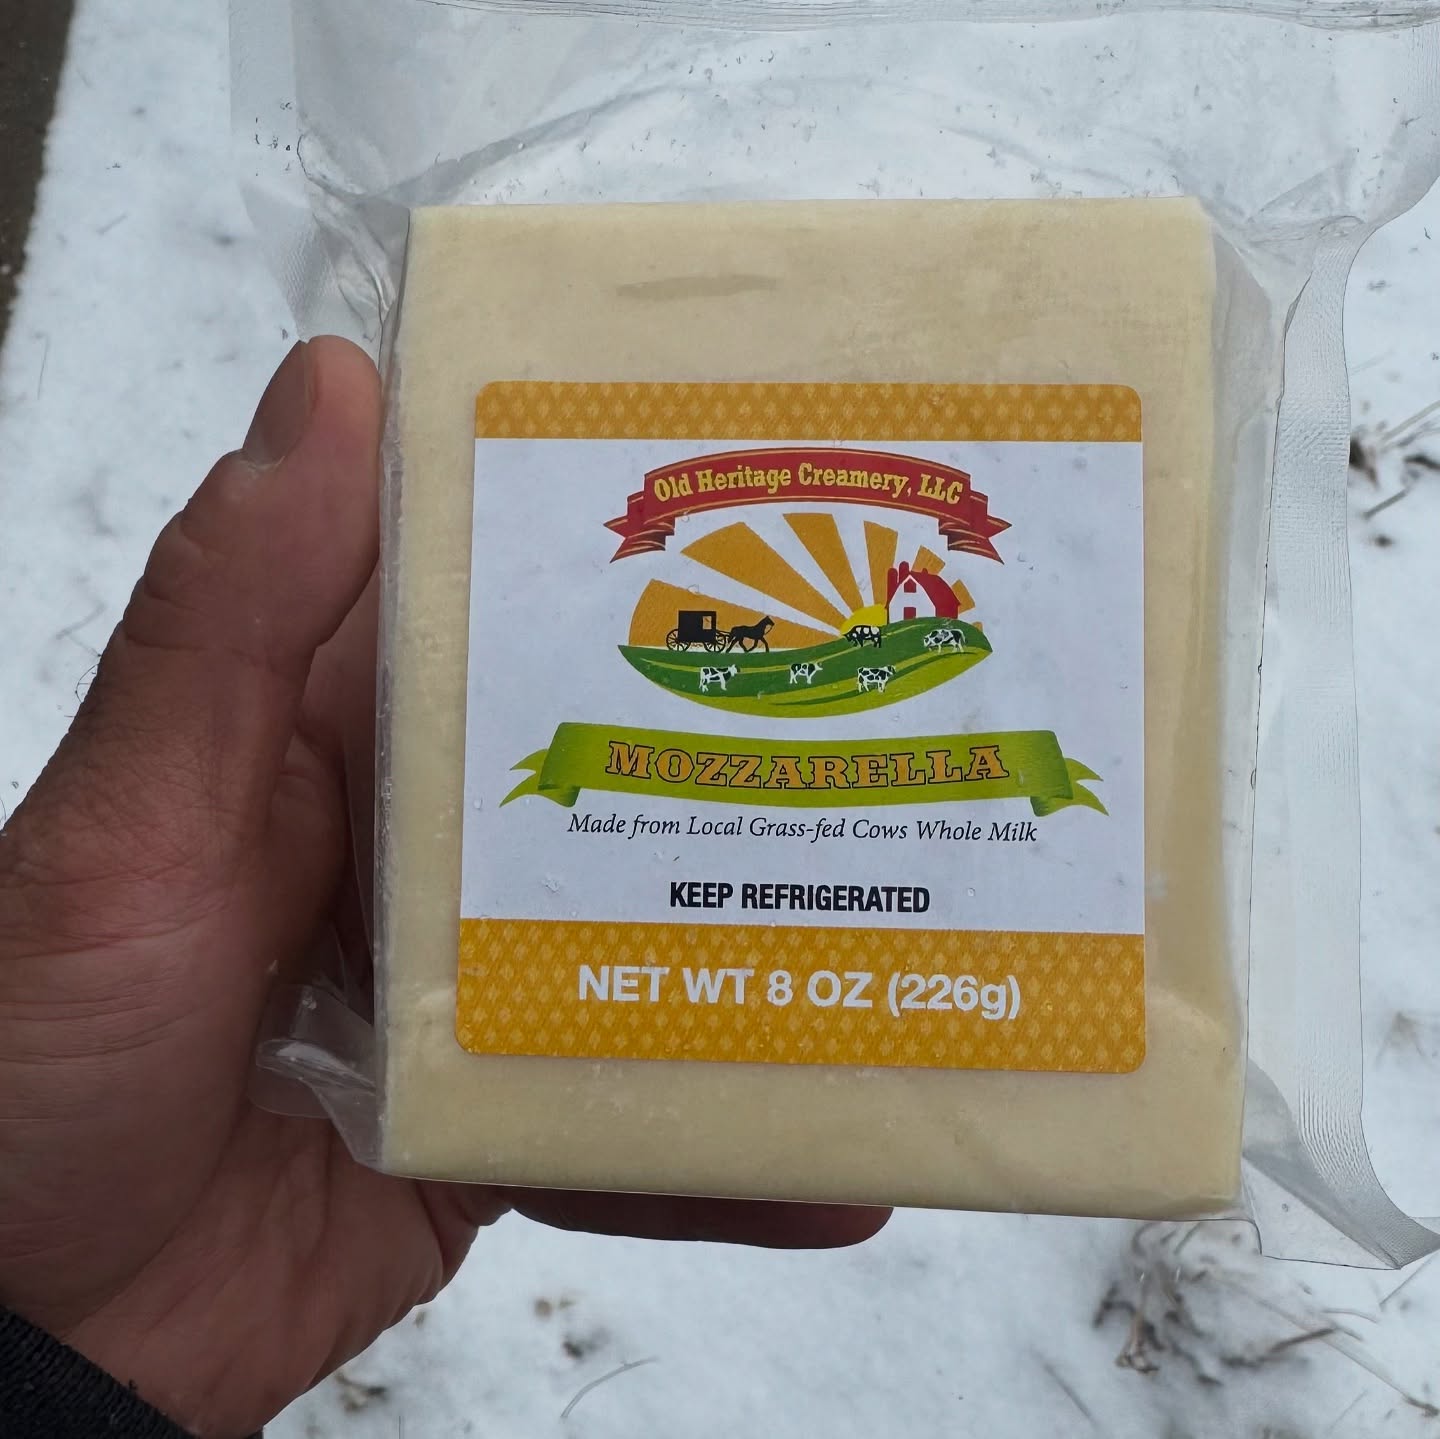 Old Heritage Creamery, LLC
MOZZARELLA
Made from Local Grass-fed Cows Whole Milk
KEEP REFRIGERATED
NET WT 8 OZ (226g)